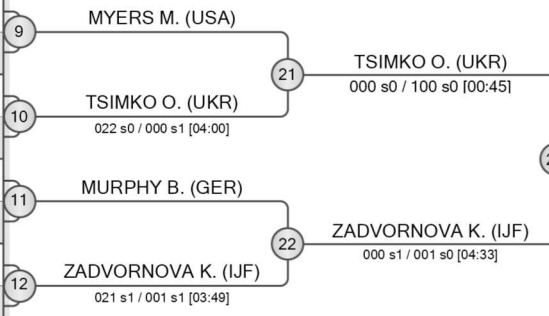 9
MYERS M. (USA)
21
TSIMKO O. (UKR)
000 s0 / 100 s0 [00:45]
10
TSIMKO O. (UKR)
022 s0 / 000 s1 [04:00]
11
MURPHY B. (GER)
22
ZADVORNOVA K. (IJF)
000 s1 / 001 s0 [04:33]
12
ZADVORNOVA K. (IJF)
021 s1 / 001 s1 [03:49]